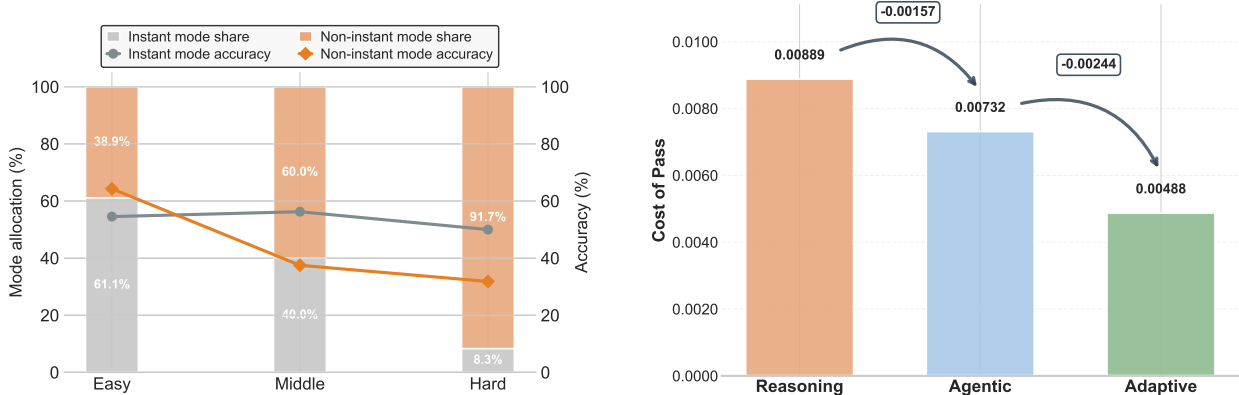 Instant mode share
Non-instant mode share
Instant mode accuracy
Non-instant mode accuracy
Mode allocation (%)
100
80
60
40
20
0
38.9%
61.1%
60.0%
40.0%
91.7%
8.3%
100
80
60
40
20
0
Accuracy (%)
Easy
Middle
Hard
Cost of Pass
0.0100
0.0080
0.0060
0.0040
0.0020
0.0000
-0.00157
0.00889
-0.00244
0.00732
0.00488
Reasoning
Agentic
Adaptive